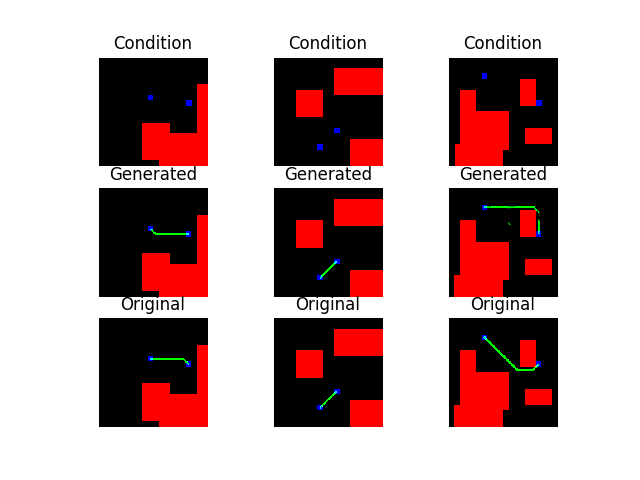 Condition
Condition
Condition
Generated
Generated
Generated
Original
Original
Original